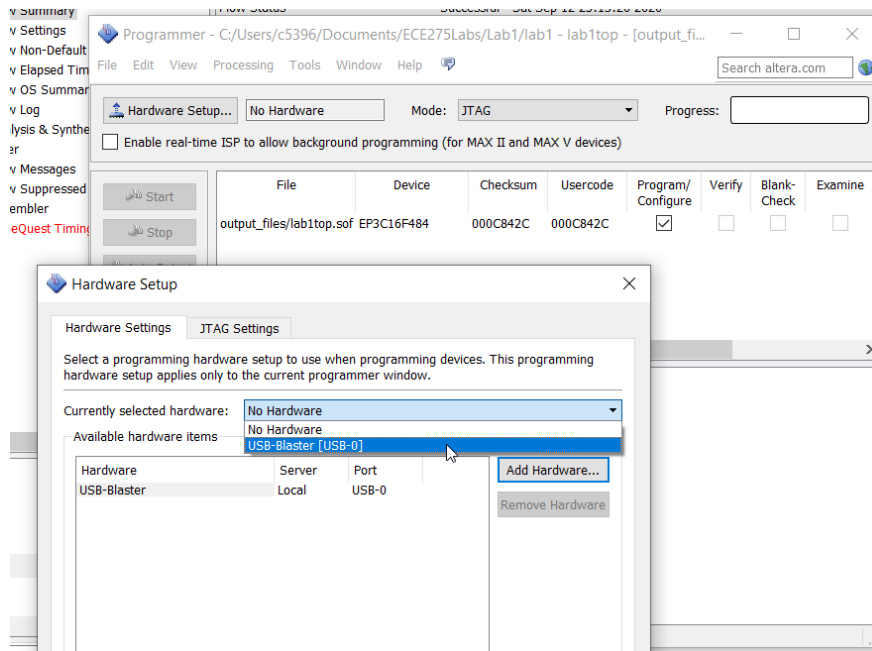 w Summary
w Settings
w Non-Default
w Elapsed Tim
w OS Summar
w Log
lysis & Synthe
er
w Messages
w Suppressed
embler
eQuest Timing
Flow Status Successful - Sat Sep 12 23:15:20 2020
Programmer - C:/Users/c5396/Documents/ECE275Labs/Lab1/lab1 - lab1top - [output_fi...
File Edit View Processing Tools Window Help
Search altera.com
Hardware Setup... No Hardware Mode: JTAG Progress:
Enable real-time ISP to allow background programming (for MAX II and MAX V devices)
Start
Stop
File Device Checksum Usercode Program/ Configure Verify Blank- Check Examine
output_files/lab1top.sof EP3C16F484 000C842C 000C842C
Hardware Setup
Hardware Settings JTAG Settings
Select a programming hardware setup to use when programming devices. This programming
hardware setup applies only to the current programmer window.
Currently selected hardware: No Hardware
No Hardware
USB-Blaster [USB-0]
Available hardware items
Hardware Server Port
USB-Blaster Local USB-0
Add Hardware...
Remove Hardware